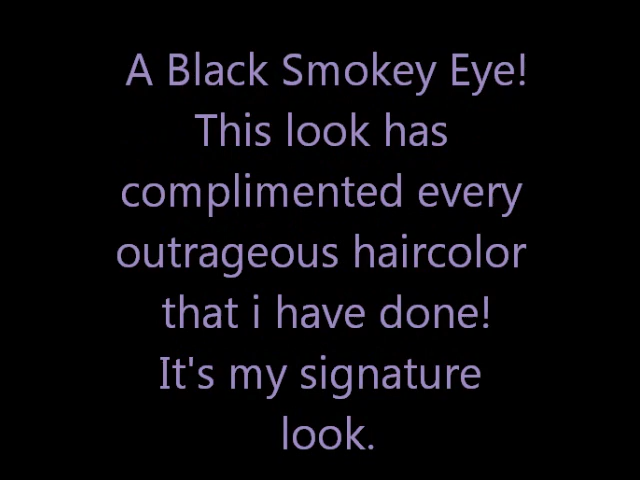 A Black Smokey Eye!
This look has
complimented every
outrageous haircolor
that i have done!
It's my signature
look.